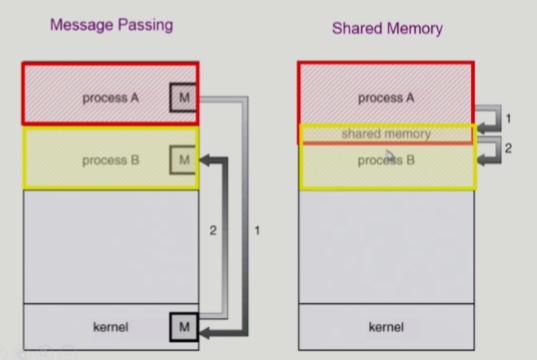 Message Passing
process A
M
process B
M
2
1
kernel
M
Shared Memory
process A
1
shared memory
2
process B
kernel